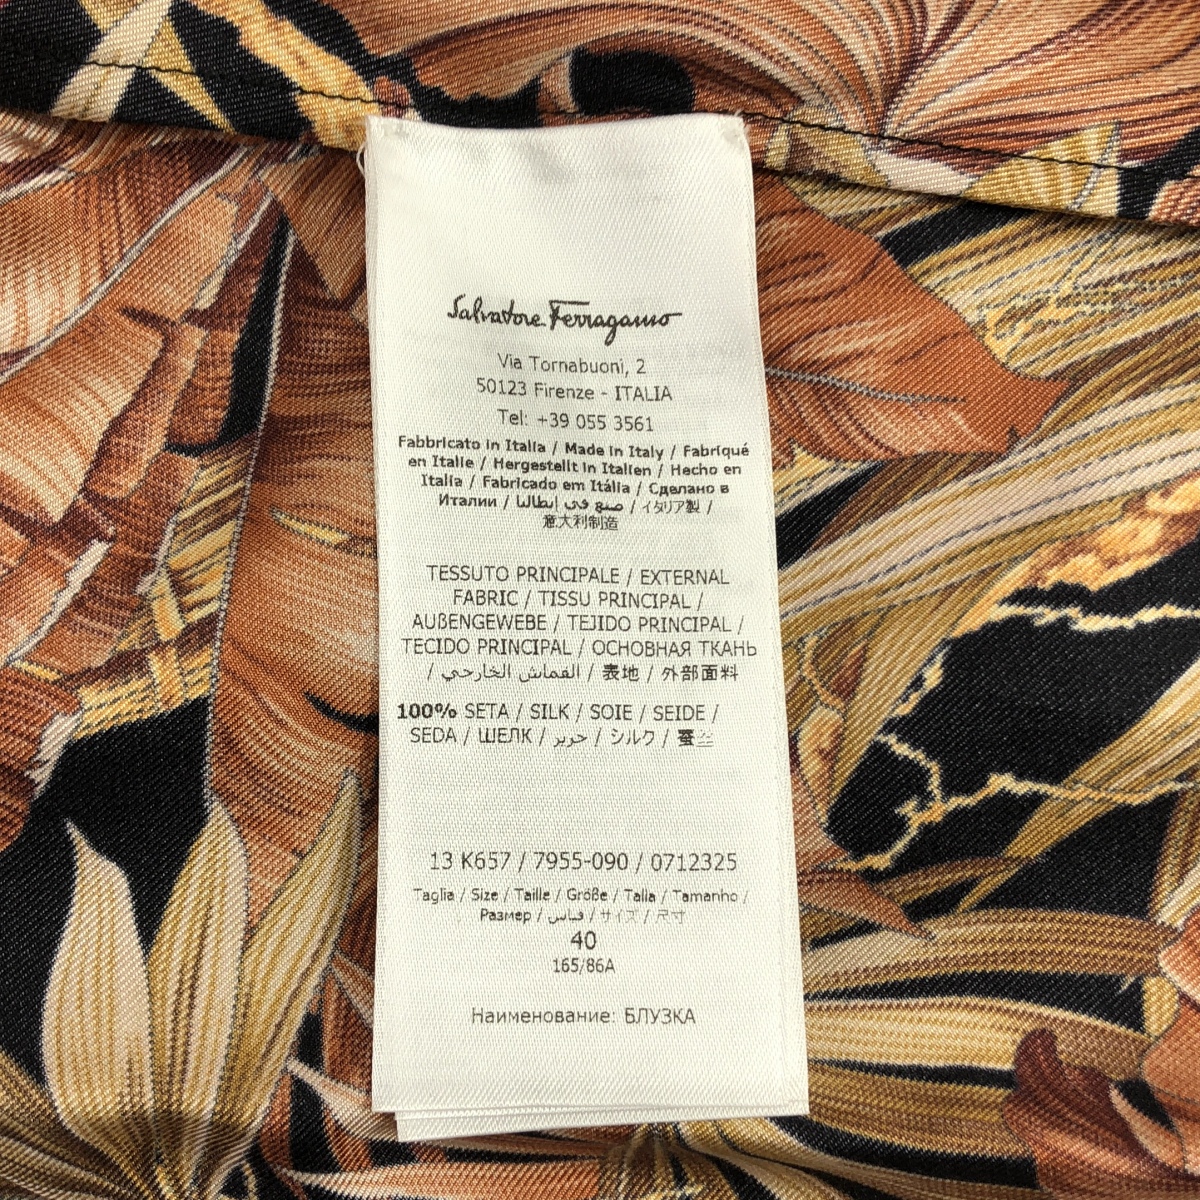 Salvatore Ferragamo
Via Tornabuoni, 2
50123 Firenze - ITALIA
Tel: +39 055 3561
Fabbricato in Italia / Made in Italy / Fabriqué
en Italie / Hergestellt in Italien / Hecho en
Italia / Fabricado em Itália / Сделано в
Италии / صنع في إيطاليا / イタリア製 /
意大利制造
TESSUTO PRINCIPALE / EXTERNAL
FABRIC / TISSU PRINCIPAL /
AUßENGEWEBE / TEJIDO PRINCIPAL /
TECIDO PRINCIPAL / ОСНОВНАЯ ТКАНЬ
/ القماش الخارجي / 表地 / 外部面料
100% SETA / SILK / SOIE / SEIDE /
SEDA / ШЕЛК / حرير / シルク / 蚕丝
13 K657 / 7955-090 / 0712325
Taglia / Size / Taille / Größe / Talla / Tamanho /
Размер / قياس / サイズ / 尺寸
40
165/86A
Наименование: БЛУЗКА